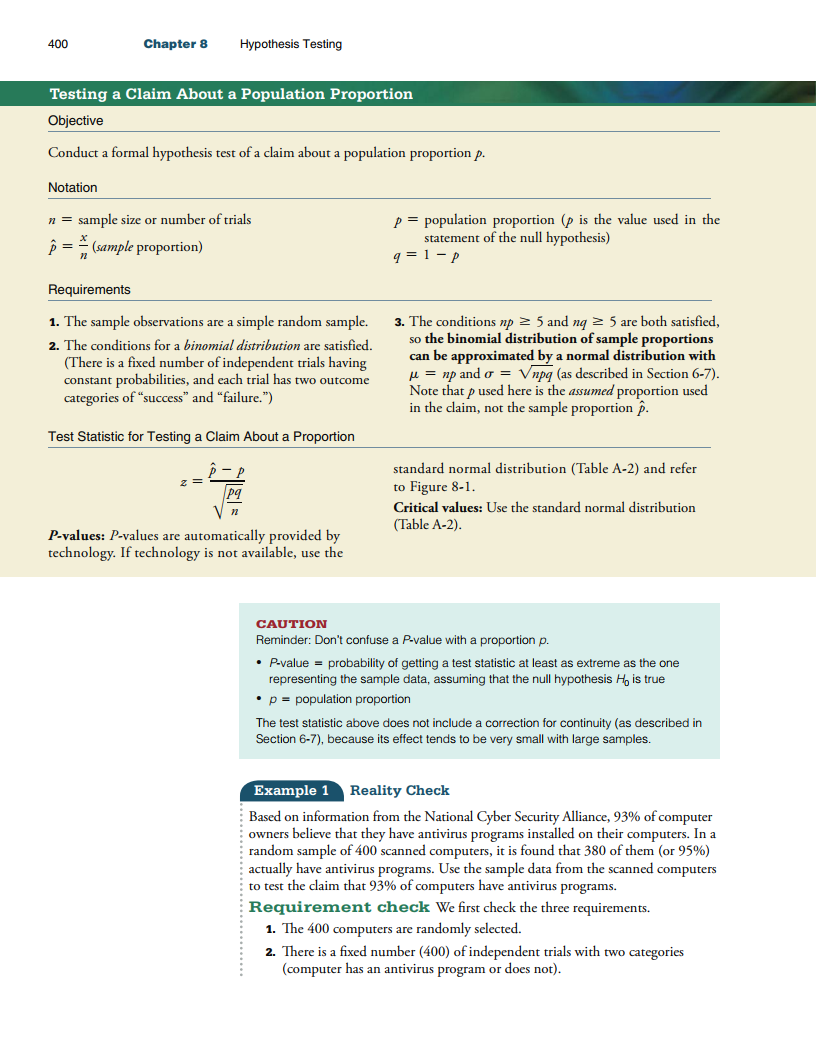 400 Chapter 8 Hypothesis Testing
Testing a Claim About a Population Proportion
Objective
Conduct a formal hypothesis test of a claim about a population proportion p.
Notation
n = sample size or number of trials
p̂ = x/n (sample proportion)
p = population proportion (p is the value used in the
statement of the null hypothesis)
q = 1 − p
Requirements
1. The sample observations are a simple random sample.
2. The conditions for a binomial distribution are satisfied.
(There is a fixed number of independent trials having
constant probabilities, and each trial has two outcome
categories of “success” and “failure.”)
3. The conditions np ≥ 5 and nq ≥ 5 are both satisfied,
so the binomial distribution of sample proportions
can be approximated by a normal distribution with
μ = np and σ = √npq (as described in Section 6-7).
Note that p used here is the assumed proportion used
in the claim, not the sample proportion p̂.
Test Statistic for Testing a Claim About a Proportion
z = (p̂ − p)/√(pq/n)
P-values: P-values are automatically provided by
technology. If technology is not available, use the
standard normal distribution (Table A-2) and refer
to Figure 8-1.
Critical values: Use the standard normal distribution
(Table A-2).
CAUTION
Reminder: Don't confuse a P-value with a proportion p.
• P-value = probability of getting a test statistic at least as extreme as the one
representing the sample data, assuming that the null hypothesis H₀ is true
• p = population proportion
The test statistic above does not include a correction for continuity (as described in
Section 6-7), because its effect tends to be very small with large samples.
Example 1 Reality Check
Based on information from the National Cyber Security Alliance, 93% of computer
owners believe that they have antivirus programs installed on their computers. In a
random sample of 400 scanned computers, it is found that 380 of them (or 95%)
actually have antivirus programs. Use the sample data from the scanned computers
to test the claim that 93% of computers have antivirus programs.
Requirement check We first check the three requirements.
1. The 400 computers are randomly selected.
2. There is a fixed number (400) of independent trials with two categories
(computer has an antivirus program or does not).